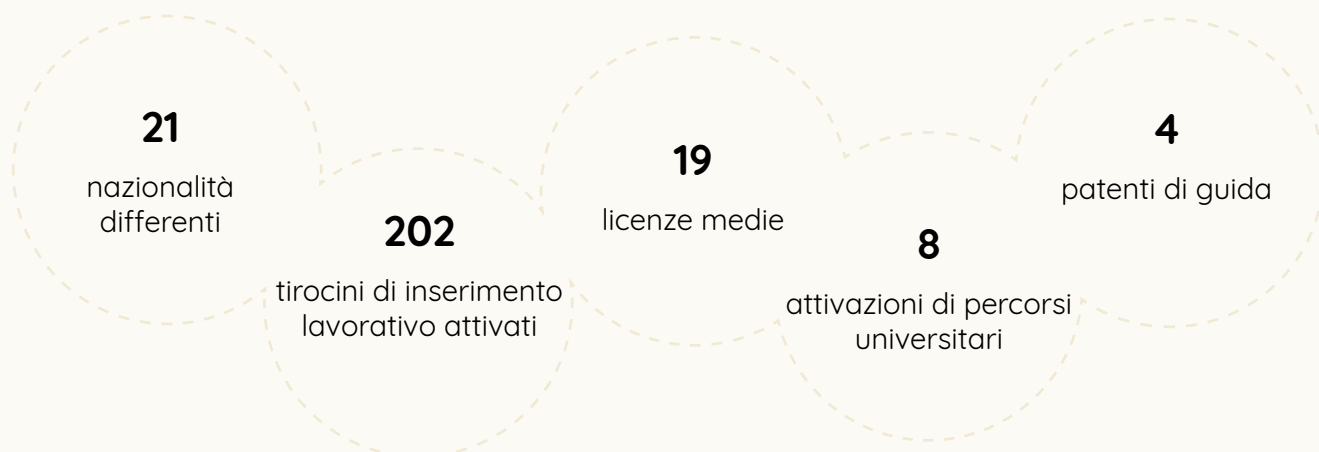 21
nazionalità
differenti
202
tirocini di inserimento
lavorativo attivati
19
licenze medie
8
attivazioni di percorsi
universitari
4
patenti di guida